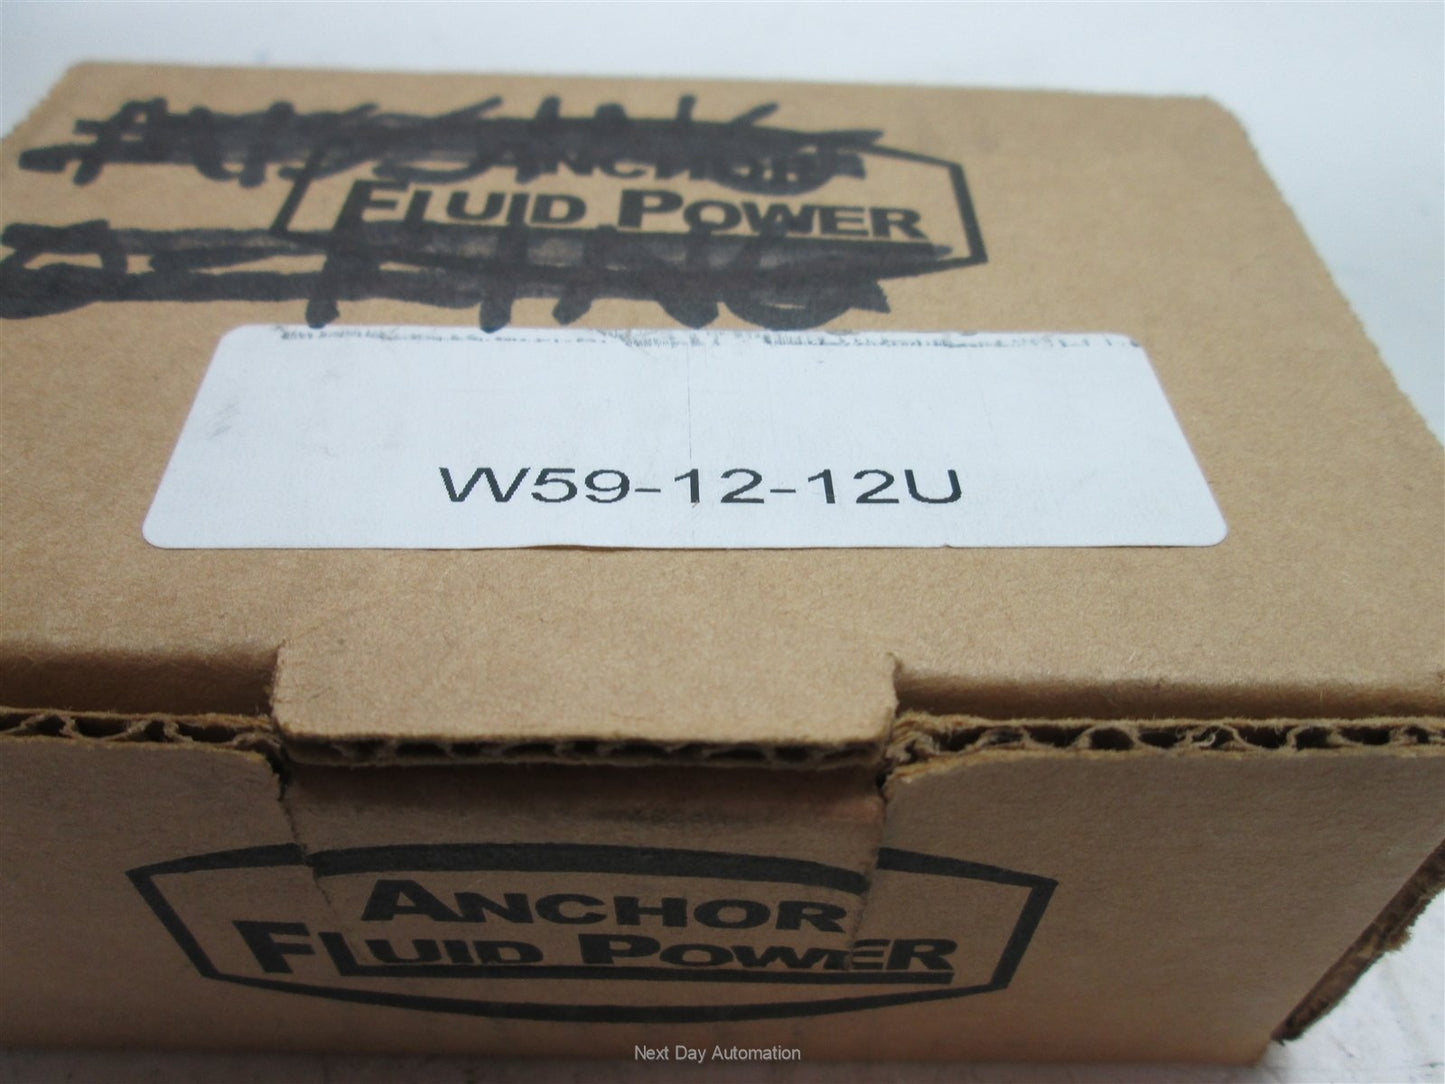 ANCHOR
FLUID POWER
W59-12-12U
ANCHOR
FLUID POWER
Next Day Automation